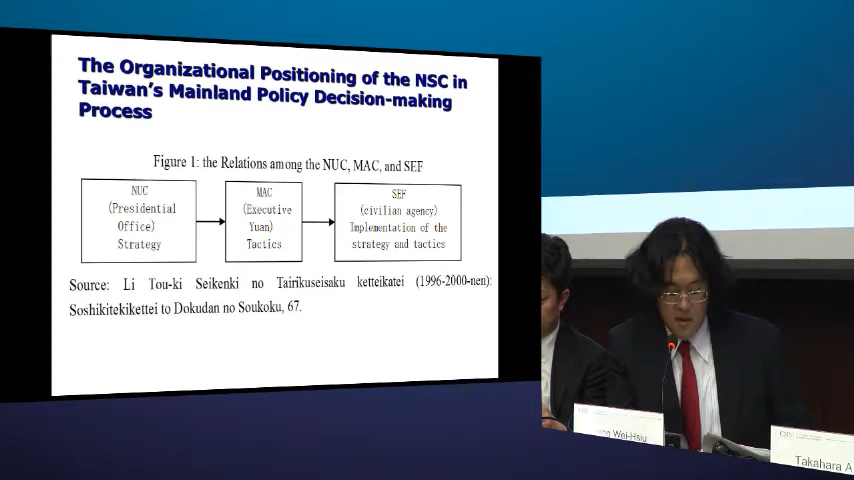 The Organizational Positioning of the NSC in
Taiwan's Mainland Policy Decision-making
Process
Figure 1: the Relations among the NUC, MAC, and SEF
NUC
(Presidential
Office)
Strategy
MAC
(Executive
Yuan)
Tactics
SEF
(civilian agency)
Implementation of the
strategy and tactics
Source: Li Tou-ki Seikenki no Tairikuseisaku ketteikatei (1996-2000-nen):
Soshikitekikettei to Dokudan no Soukoku, 67.
Wei-Hsiu
Takahara A